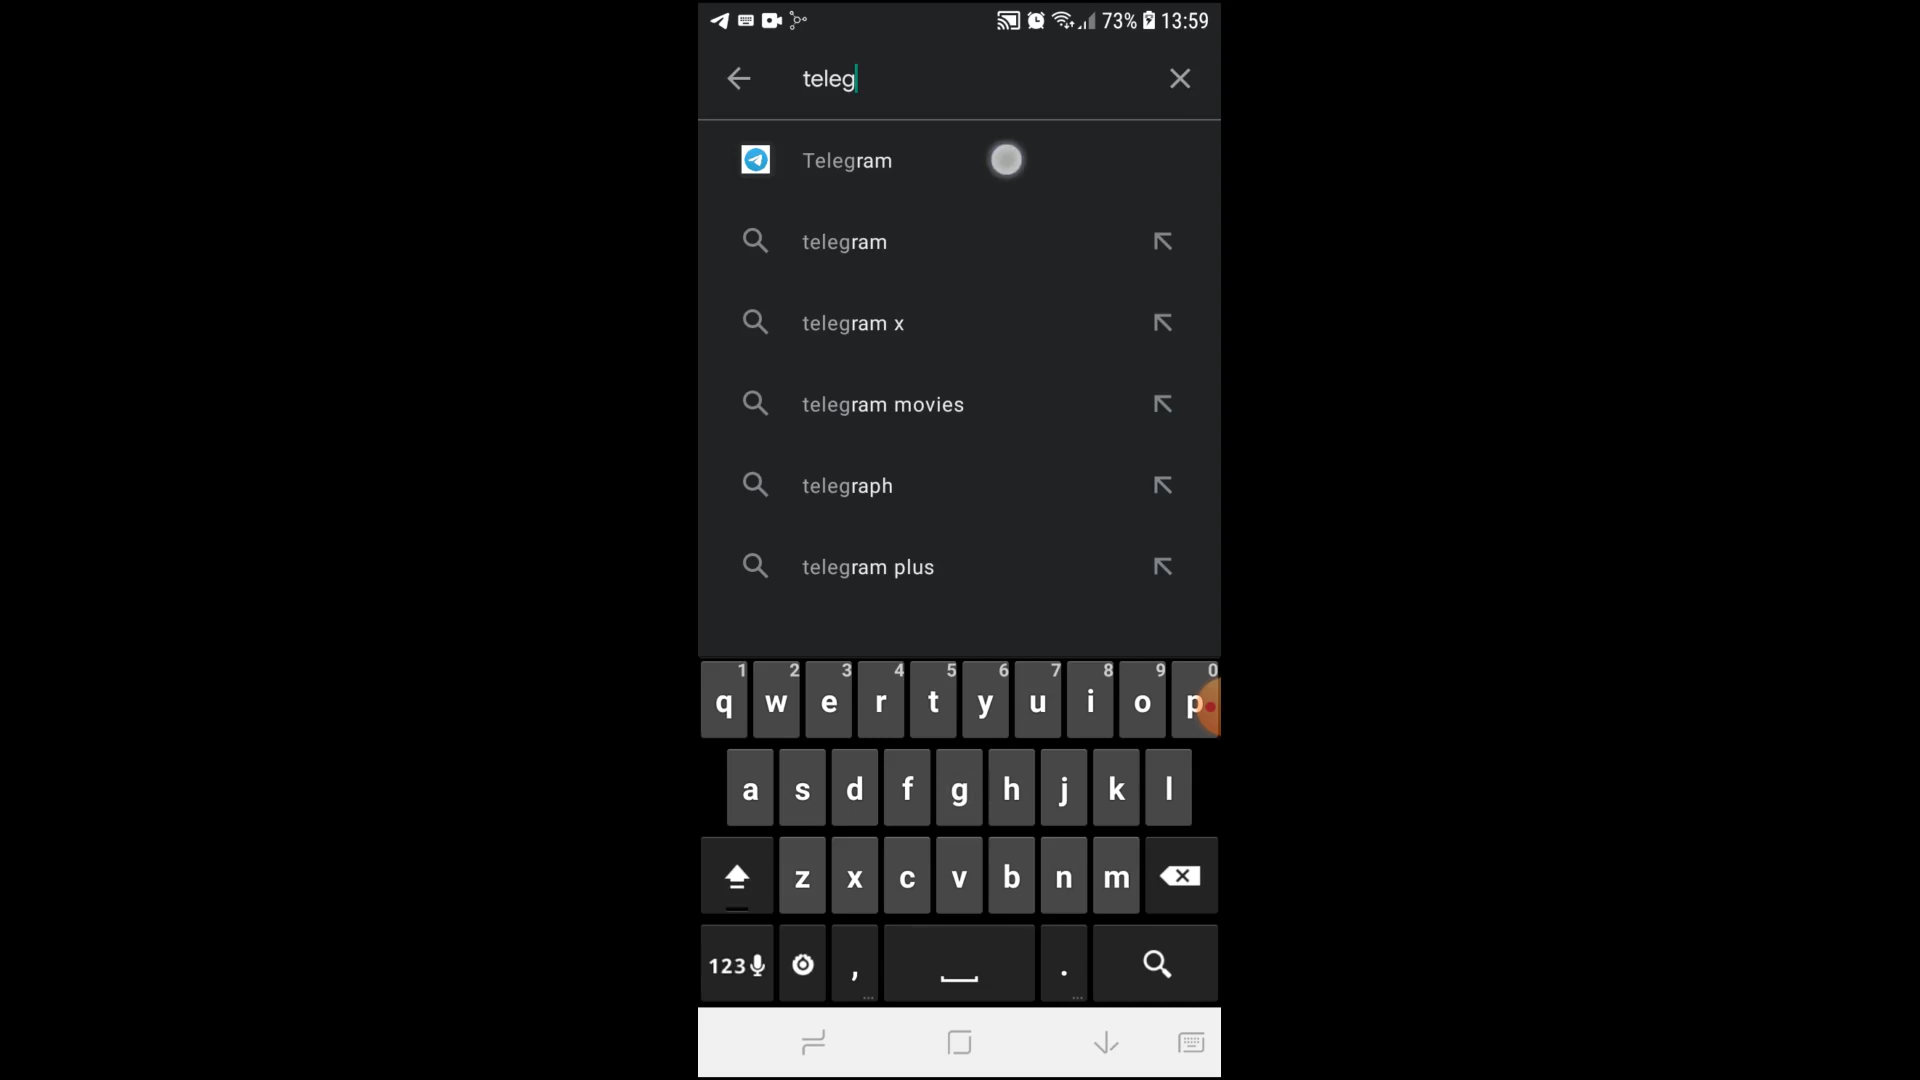 73% 13:59
teleg
Telegram
telegram
telegram x
telegram movies
telegraph
telegram plus
1 2 3 4 5 6 7 8 9 0
q w e r t y u i o p
a s d f g h j k l
z x c v b n m
123 , .